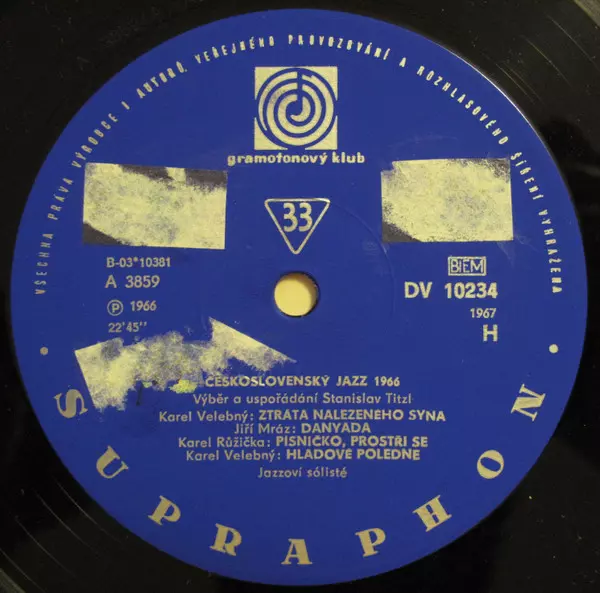 VŠECHNA PRÁVA VÝROBCE I AUTORŮ, VEŘEJNÉHO PROVOZOVÁNÍ A ROZHLASOVÉHO ŠÍŘENÍ VYHRAŽENA
gramofonový klub
33
B-03*10381
A 3859
Ⓟ 1966
22'45''
BIEM
DV 10234
1967
H
ČESKOSLOVENSKÝ JAZZ 1966
Výběr a uspořádání Stanislav Titzl
Karel Velebný: ZTRÁTA NALEZENÉHO SYNA
Jiří Mráz: DANYADA
Karel Růžička: PÍSNIČKO, PROSTŘI SE
Karel Velebný: HLADOVÉ POLEDNE
Jazzoví sólisté
• SUPRAPHON •